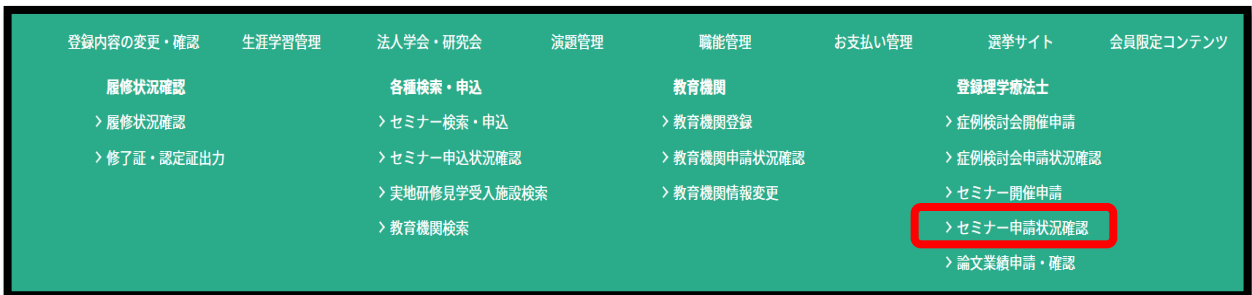 登録内容の変更・確認 生涯学習管理 法人学会・研究会 演題管理 職能管理 お支払い管理 選挙サイト 会員限定コンテンツ
履修状況確認 各種検索・申込 教育機関 登録理学療法士
>履修状況確認 >セミナー検索・申込 >教育機関登録 >症例検討会開催申請
>修了証・認定証出力 >セミナー申込状況確認 >教育機関申請状況確認 >症例検討会申請状況確認
>実地研修見学受入施設検索 >教育機関情報変更 >セミナー開催申請
>教育機関検索 >セミナー申請状況確認
>論文業績申請・確認